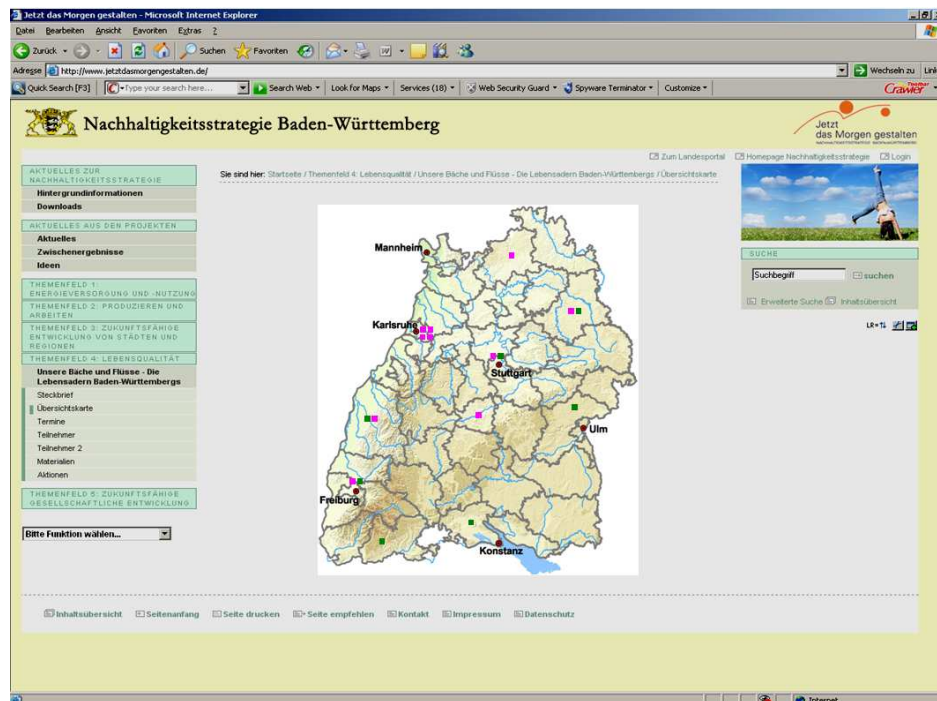 Jetzt das Morgen gestalten - Microsoft Internet Explorer
Datei Bearbeiten Ansicht Favoriten Extras ?
Zurück Suchen Favoriten
Adresse http://www.jetztdasmorgengestalten.de/ Wechseln zu Link
Quick Search [F3] Type your search here... Search Web Look for Maps Services (18) Web Security Guard Spyware Terminator Customize Crawler
Nachhaltigkeitsstrategie Baden-Württemberg
Jetzt
das Morgen gestalten
Zum Landesportal Homepage Nachhaltigkeitsstrategie Login
Sie sind hier: Startseite / Themenfeld 4: Lebensqualität / Unsere Bäche und Flüsse - Die Lebensadern Baden-Württembergs / Übersichtskarte
AKTUELLES ZUR
NACHHALTIGKEITSSTRATEGIE
Hintergrundinformationen
Downloads
AKTUELLES AUS DEN PROJEKTEN
Aktuelles
Zwischenergebnisse
Ideen
THEMENFELD 1:
ENERGIEVERSORGUNG UND -NUTZUNG
THEMENFELD 2: PRODUZIEREN UND
ARBEITEN
THEMENFELD 3: ZUKUNFTSFÄHIGE
ENTWICKLUNG VON STÄDTEN UND
REGIONEN
THEMENFELD 4: LEBENSQUALITÄT
Unsere Bäche und Flüsse - Die
Lebensadern Baden-Württembergs
Steckbrief
Übersichtskarte
Termine
Teilnehmer
Teilnehmer 2
Materialien
Aktionen
THEMENFELD 5: ZUKUNFTSFÄHIGE
GESELLSCHAFTLICHE ENTWICKLUNG
Bitte Funktion wählen...
Mannheim
Karlsruhe
Stuttgart
Ulm
Freiburg
Konstanz
SUCHE
Suchbegriff suchen
Erweiterte Suche Inhaltsübersicht
Inhaltsübersicht Seitenanfang Seite drucken Seite empfehlen Kontakt Impressum Datenschutz
Internet